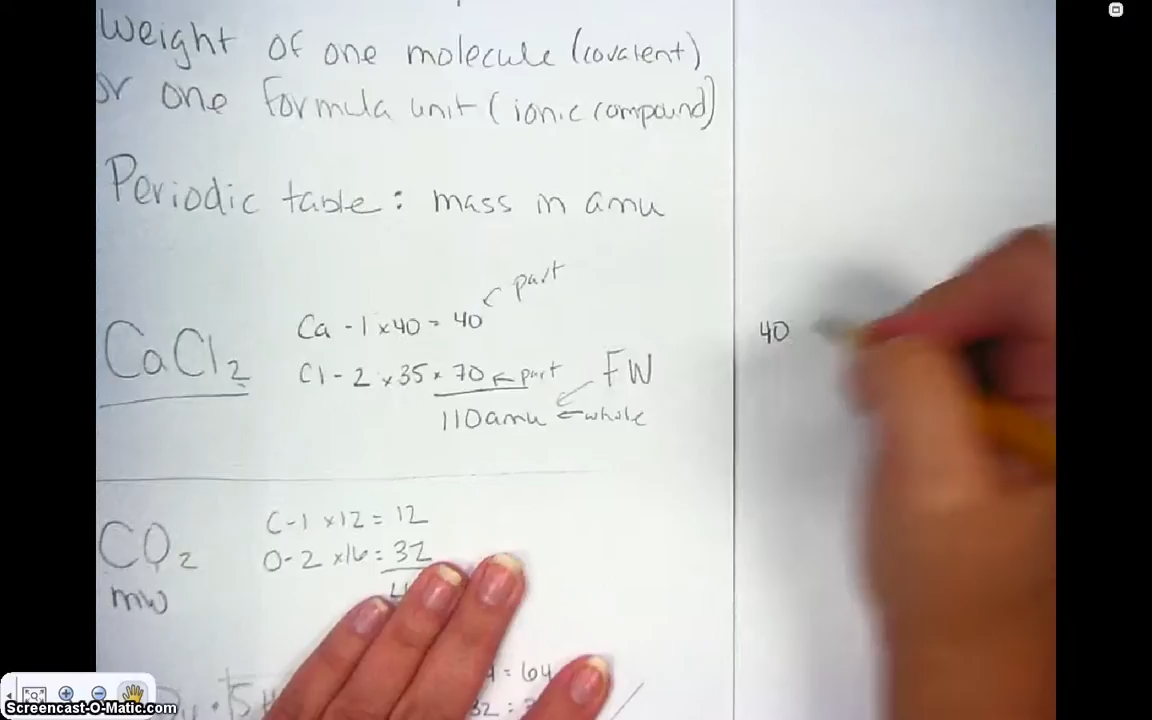 Weight of one molecule (covalent)
or one formula unit (ionic compound)
Periodic table: mass in amu
part
Ca - 1 x 40 = 40
40
CaCl2
Cl - 2 x 35 = 70 ← part
FW
110 amu ← whole
C - 1 x 12 = 12
CO2
O - 2 x 16 = 32
mw
= 64
32 =
Screencast-O-Matic.com